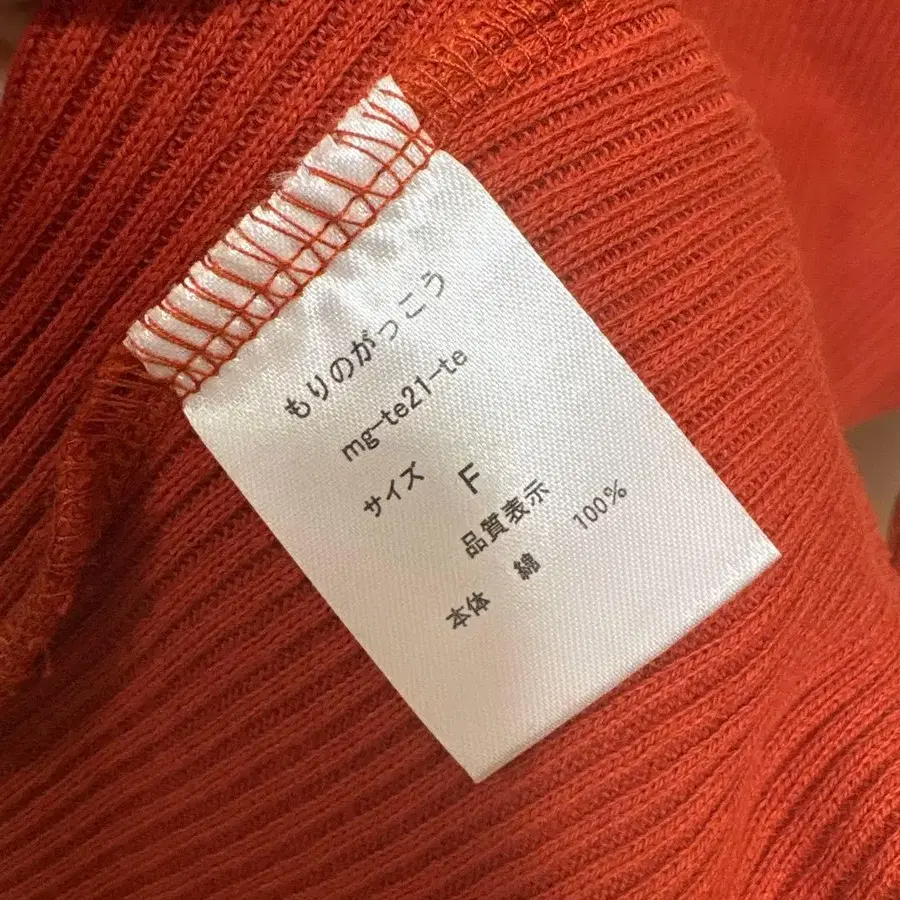 もりのがっこう
mg-te21-te
サイズ F
品質表示
本体 綿 100%